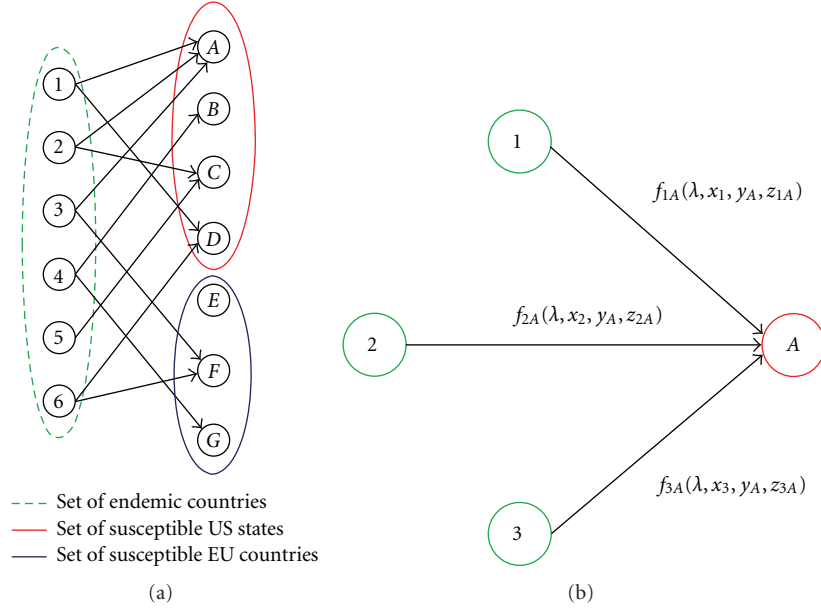 1
2
3
4
5
6
A
B
C
D
E
F
G
Set of endemic countries
Set of susceptible US states
Set of susceptible EU countries
(a)
1
f1A(λ, x1, yA, z1A)
2
f2A(λ, x2, yA, z2A)
A
f3A(λ, x3, yA, z3A)
3
(b)